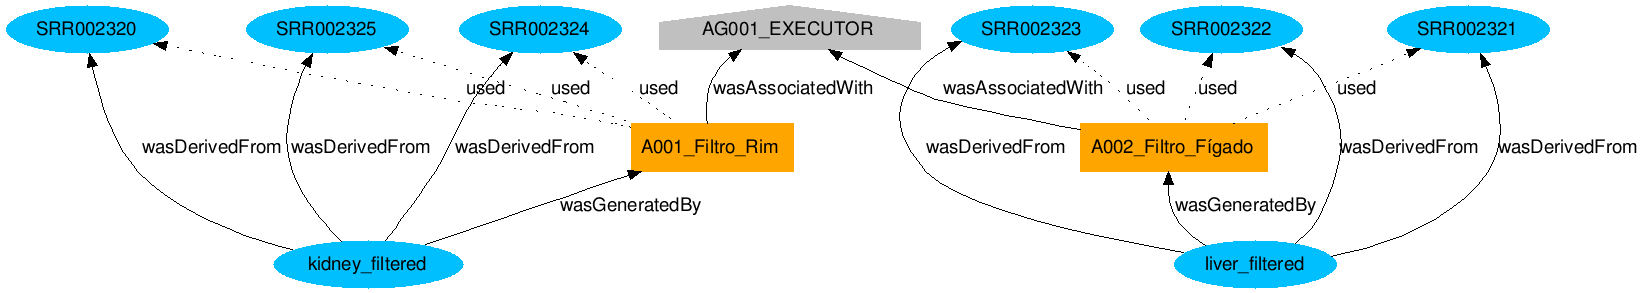 SRR002320
SRR002325
SRR002324
AG001_EXECUTOR
SRR002323
SRR002322
SRR002321
used
used
used
wasAssociatedWith
wasAssociatedWith
used
used
used
wasDerivedFrom
wasDerivedFrom
wasDerivedFrom
A001_Filtro_Rim
wasDerivedFrom
A002_Filtro_Fígado
wasDerivedFrom
wasDerivedFrom
wasGeneratedBy
wasGeneratedBy
kidney_filtered
liver_filtered